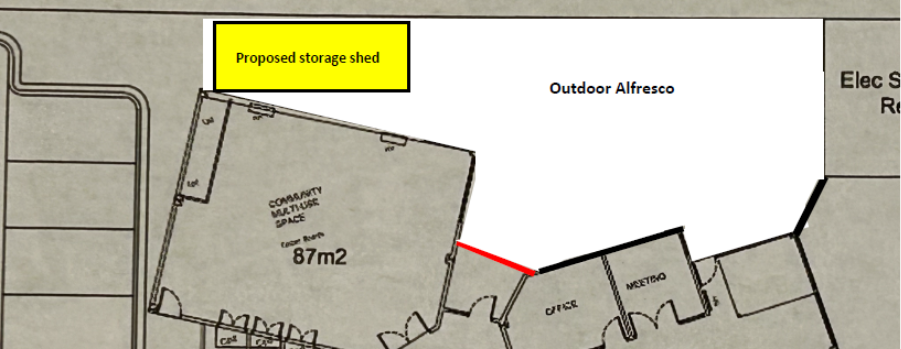 Proposed storage shed
Outdoor Alfresco
Elec S
Re
COMMUNITY
MULTI-USE
SPACE
87m2
OFFICE
MEETING